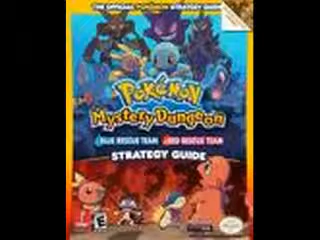 THE OFFICIAL POKÉMON STRATEGY GUIDE
POKÉMON
Mystery Dungeon
BLUE RESCUE TEAM RED RESCUE TEAM
STRATEGY GUIDE
E